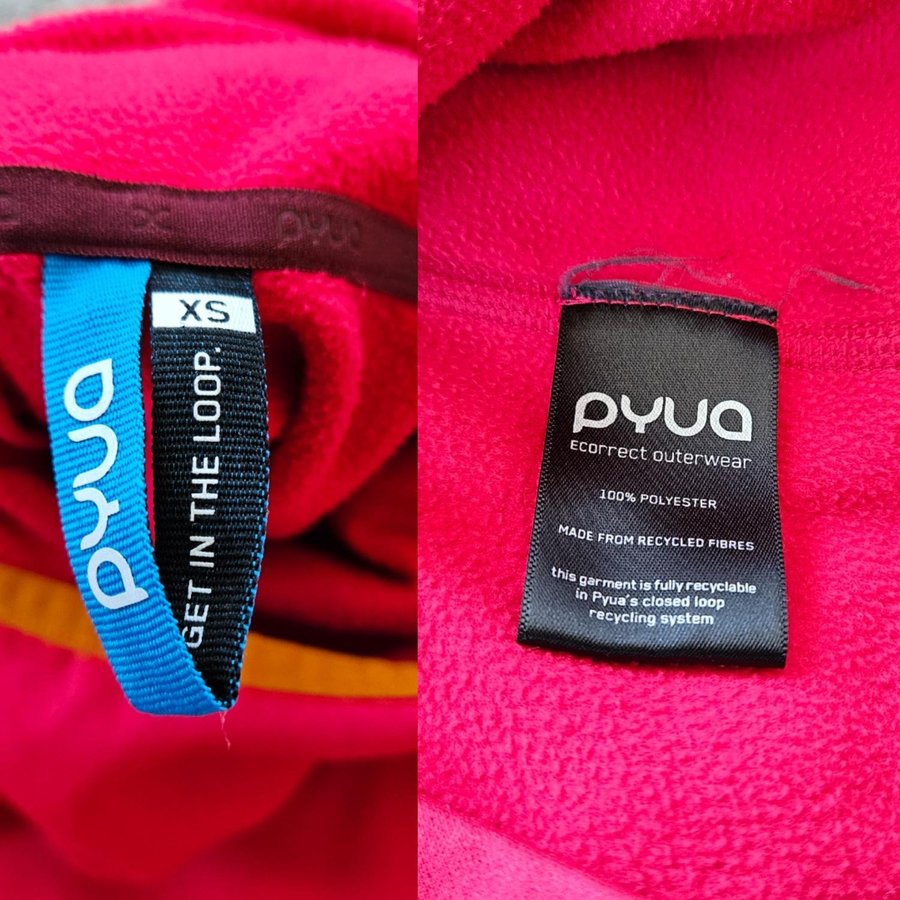 PYUA
XS
PYUA
GET IN THE LOOP.
PYUA
Ecorrect outerwear
100% POLYESTER
MADE FROM RECYCLED FIBRES
this garment is fully recyclable
in Pyua's closed loop
recycling system